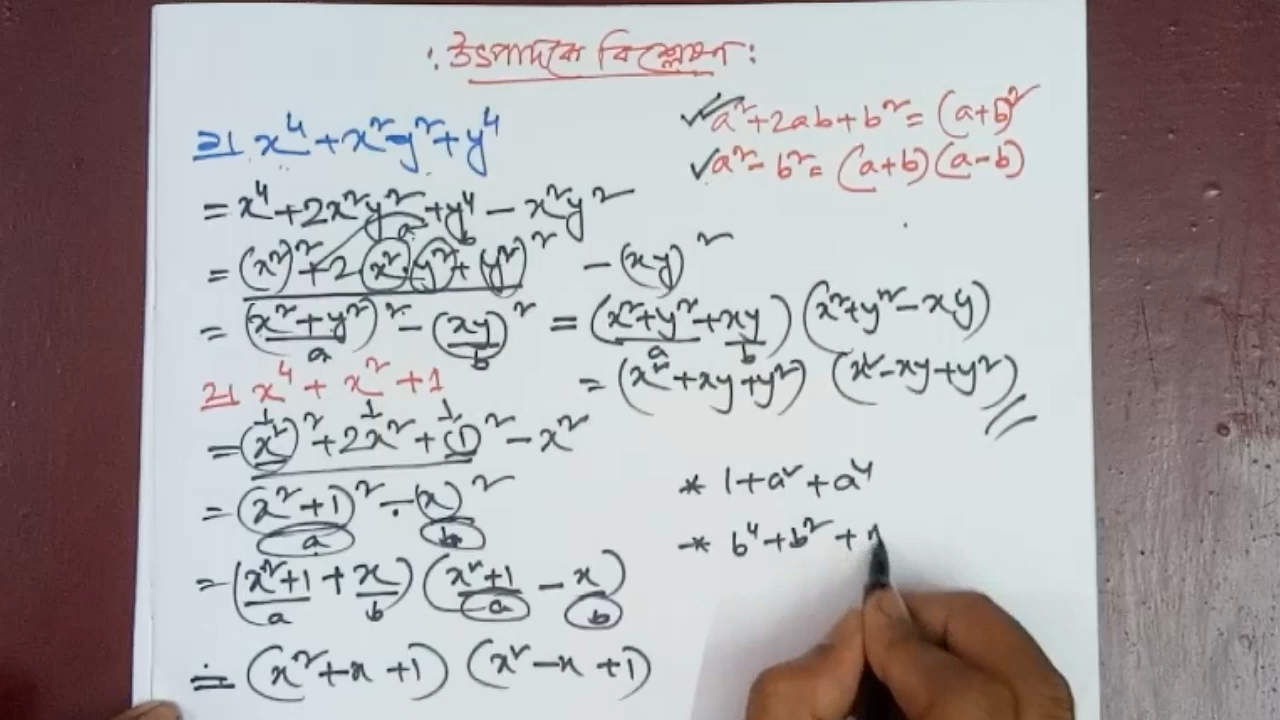 : উৎপাদকে বিশ্লেষণ :
১। x⁴ + x²y² + y⁴
= x⁴ + 2x²y² + y⁴ - x²y²
= (x²)² + 2 x² · y² + (y²)² - (xy)²
a b
= (x² + y²)² - (xy)² = (x² + y² + xy) (x² + y² - xy)
a b a b
= (x² + xy + y²) (x² - xy + y²)
২। x⁴ + x² + 1
= (x²)² + 2x² + (1)² - x²
= (x² + 1)² - (x)²
a b
= (x² + 1 + x) (x² + 1 - x)
a b a b
= (x² + x + 1) (x² - x + 1)
a² + 2ab + b² = (a + b)²
a² - b² = (a + b) (a - b)
* 1 + a² + a⁴
* b⁴ + b² +